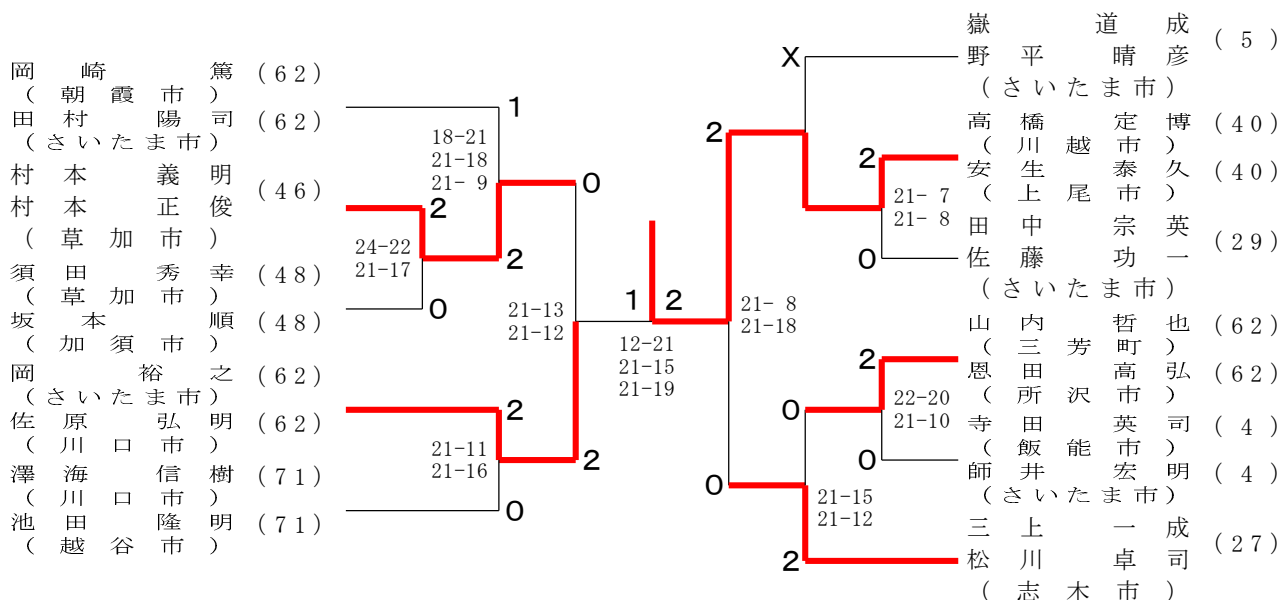 岡崎篤 (62)
(朝霞市)
田村陽司 (62)
(さいたま市)
村本義明
(46)
村本正俊
(草加市)
須田秀幸 (48)
(草加市)
坂本順 (48)
(加須市)
岡裕之 (62)
(さいたま市)
佐原弘明 (62)
(川口市)
澤海信樹 (71)
(川口市)
池田隆明 (71)
(越谷市)
1
18-21
21-18
21- 9
0
2
24-22
21-17
2
0
21-13
21-12
2
21-11
21-16
2
0
1
2
12-21
21-15
21-19
X
2
2
21- 7
21- 8
0
21- 8
21-18
2
0
22-20
21-10
0
0
21-15
21-12
2
嶽道成
(5)
野平晴彦
(さいたま市)
高橋定博 (40)
(川越市)
安生泰久 (40)
(上尾市)
田中宗英
(29)
佐藤功一
(さいたま市)
山内哲也 (62)
(三芳町)
恩田高弘 (62)
(所沢市)
寺田英司 (4)
(飯能市)
師井宏明 (4)
(さいたま市)
三上一成
(27)
松川卓司
(志木市)